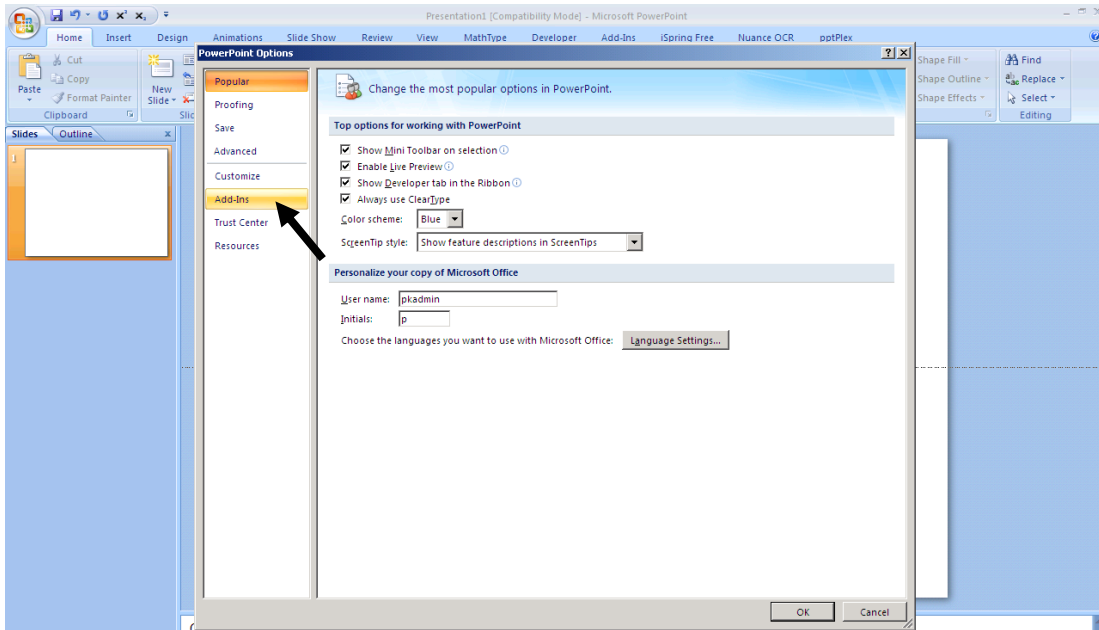 Presentation1 [Compatibility Mode] - Microsoft PowerPoint
Home Insert Design Animations Slide Show Review View MathType Developer Add-Ins iSpring Free Nuance OCR pptPlex
Paste
Cut
Copy
Format Painter
Clipboard
New
Slide
Shape Fill
Shape Outline
Shape Effects
Find
Replace
Select
Editing
Slides Outline x
1
PowerPoint Options
Popular
Proofing
Save
Advanced
Customize
Add-Ins
Trust Center
Resources
Change the most popular options in PowerPoint.
Top options for working with PowerPoint
Show Mini Toolbar on selection
Enable Live Preview
Show Developer tab in the Ribbon
Always use ClearType
Color scheme: Blue
ScreenTip style: Show feature descriptions in ScreenTips
Personalize your copy of Microsoft Office
User name: pkadmin
Initials: p
Choose the languages you want to use with Microsoft Office: Language Settings...
OK Cancel